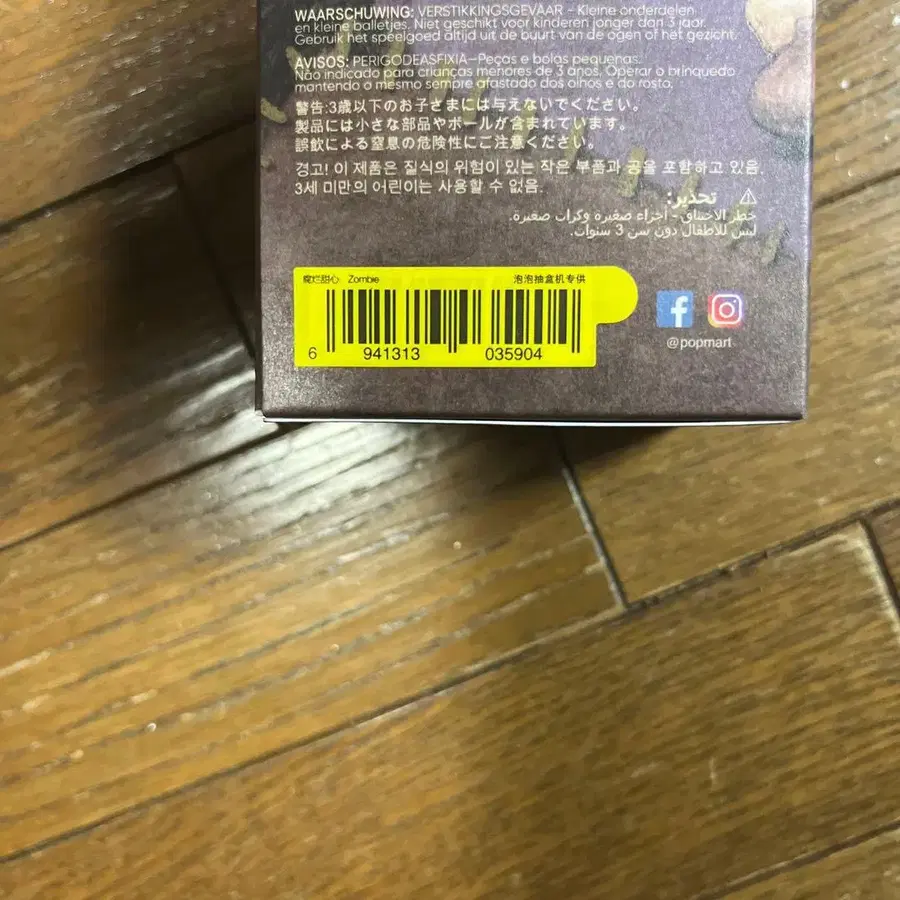 WAARSCHUWING: VERSTIKKINGSGEVAAR – Kleine onderdelen
en kleine balletjes. Niet geschikt voor kinderen jonger dan 3 jaar.
Gebruik het speelgoed altijd uit de buurt van de ogen of het gezicht.
AVISOS: PERIGODEASFIXIA—Peças e bolas pequenas.
Não indicado para crianças menores de 3 anos. Operar o brinquedo
mantendo o mesmo sempre afastado dos olhos e do rosto.
警告:3歳以下のお子さまには与えないでください。
製品には小さな部品やボールが含まれています。
誤飲による窒息の危険性にご注意ください。
경고! 이 제품은 질식의 위험이 있는 작은 부품과 공을 포함하고 있음.
3세 미만의 어린이는 사용할 수 없음.
⚠ تحذير:
خطر الاختناق - أجزاء صغيرة وكرات صغيرة.
ليس للأطفال دون سن 3 سنوات.
糜烂甜心 Zombie 泡泡抽盒机专供
6 941313 035904
@popmart